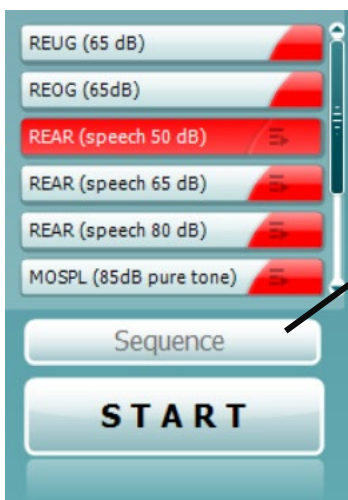 REUG (65 dB)
REOG (65dB)
REAR (speech 50 dB)
REAR (speech 65 dB)
REAR (speech 80 dB)
MOSPL (85dB pure tone)
Sequence
START